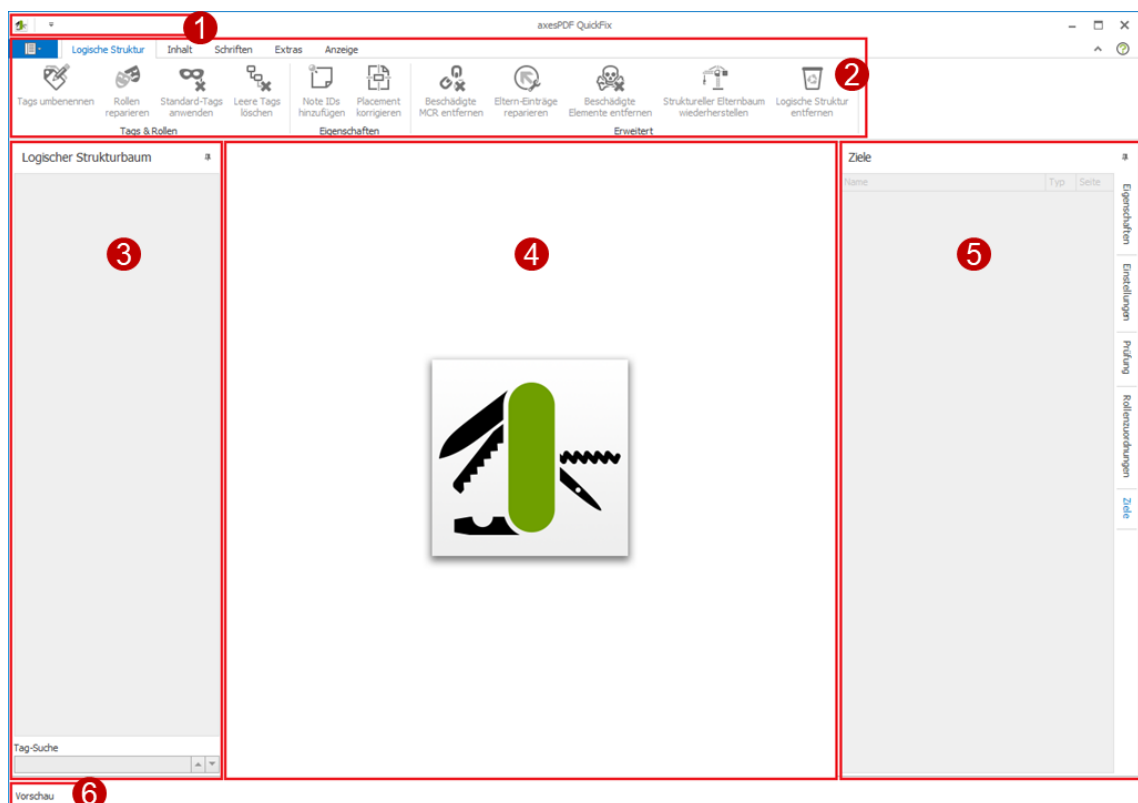 1
axesPDF QuickFix
Logische Struktur Inhalt Schriften Extras Anzeige
2
Tags umbenennen
Rollen
reparieren
Standard-Tags
anwenden
Leere Tags
löschen
Note IDs
hinzufügen
Placement
korrigieren
Beschädigte
MCR entfernen
Eltern-Einträge
reparieren
Beschädigte
Elemente entfernen
Struktureller Elternbaum
wiederherstellen
Logische Struktur
entfernen
Tags & Rollen
Eigenschaften
Erweitert
Logischer Strukturbaum
3
Tag-Suche
4
Ziele
Name Typ Seite
5
Eigenschaften
Einstellungen
Prüfung
Rollenzuordnungen
Ziele
Vorschau
6